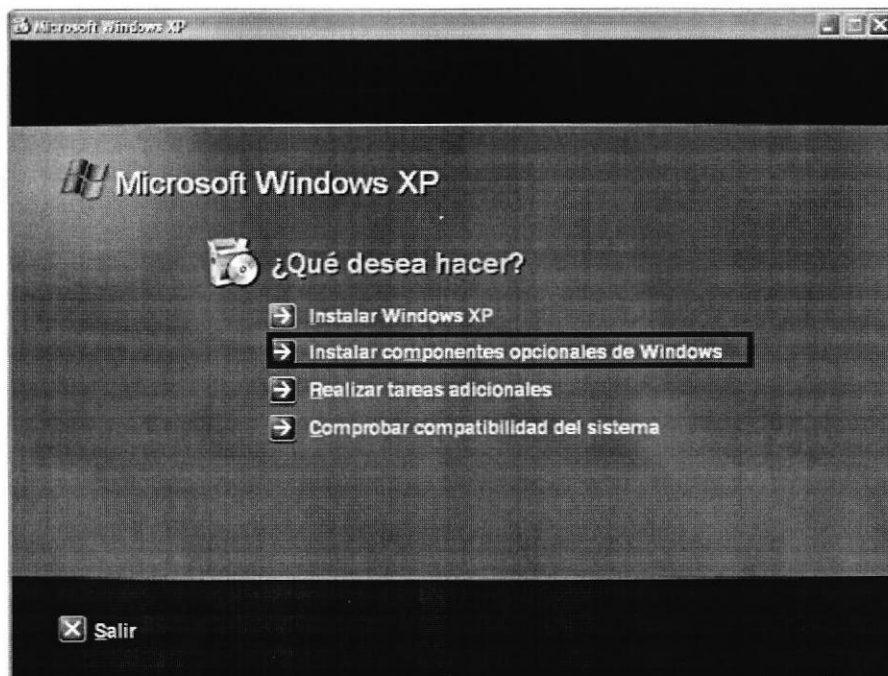 Microsoft Windows XP
Microsoft Windows XP
¿Qué desea hacer?
Instalar Windows XP
Instalar componentes opcionales de Windows
Realizar tareas adicionales
Comprobar compatibilidad del sistema
Salir